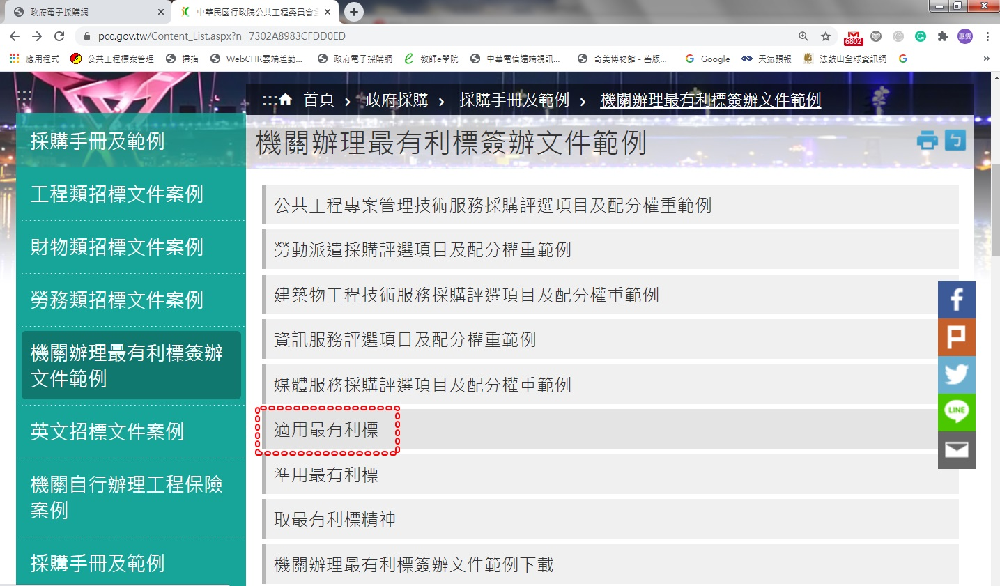 政府電子採購網
中華民國行政院公共工程委員會全
pcc.gov.tw/Content_List.aspx?n=7302A8983CFDD0ED
6802
惠雯
應用程式
公共工程標案管理
掃描
WebCHR雲端差勤...
政府電子採購網
教師e學院
中華電信遠端視訊...
奇美博物館 - 舊版...
Google
天氣預報
法鼓山全球資訊網
»
:::
::: 首頁 › 政府採購 › 採購手冊及範例 › 機關辦理最有利標簽辦文件範例
採購手冊及範例
工程類招標文件案例
財物類招標文件案例
勞務類招標文件案例
機關辦理最有利標簽辦
文件範例
英文招標文件案例
機關自行辦理工程保險
案例
採購手冊及範例
機關辦理最有利標簽辦文件範例
ㄅ
公共工程專案管理技術服務採購評選項目及配分權重範例
勞動派遣採購評選項目及配分權重範例
建築物工程技術服務採購評選項目及配分權重範例
資訊服務評選項目及配分權重範例
媒體服務採購評選項目及配分權重範例
適用最有利標
準用最有利標
取最有利標精神
機關辦理最有利標簽辦文件範例下載
LINE